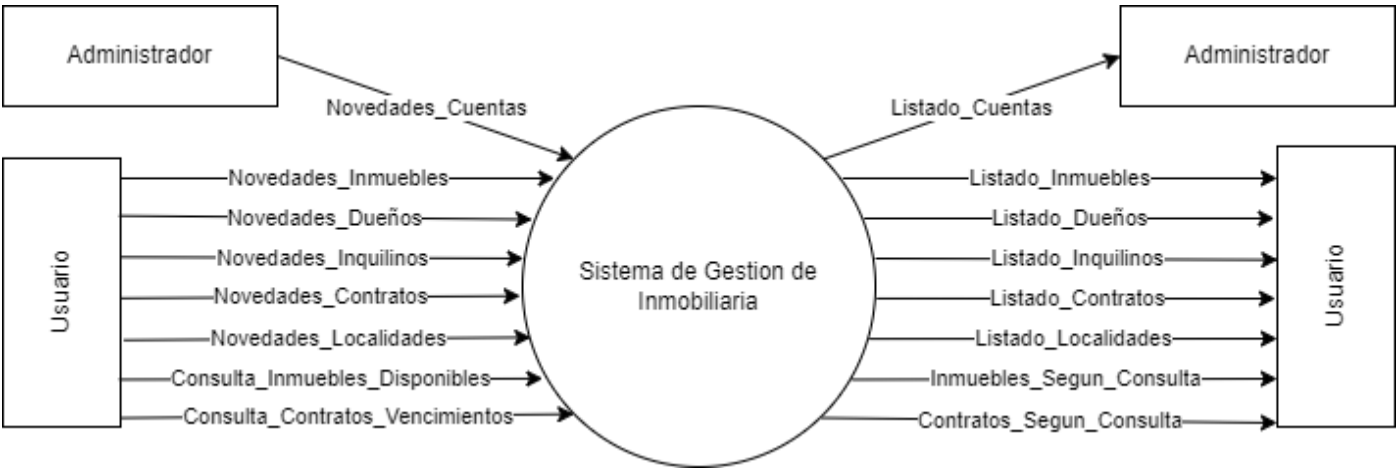 Administrador
Administrador
Novedades_Cuentas
Listado_Cuentas
Usuario
Novedades_Inmuebles
Novedades_Dueños
Novedades_Inquilinos
Novedades_Contratos
Novedades_Localidades
Consulta_Inmuebles_Disponibles
Consulta_Contratos_Vencimientos
Sistema de Gestion de
Inmobiliaria
Listado_Inmuebles
Listado_Dueños
Listado_Inquilinos
Listado_Contratos
Listado_Localidades
Inmuebles_Segun_Consulta
Contratos_Segun_Consulta
Usuario